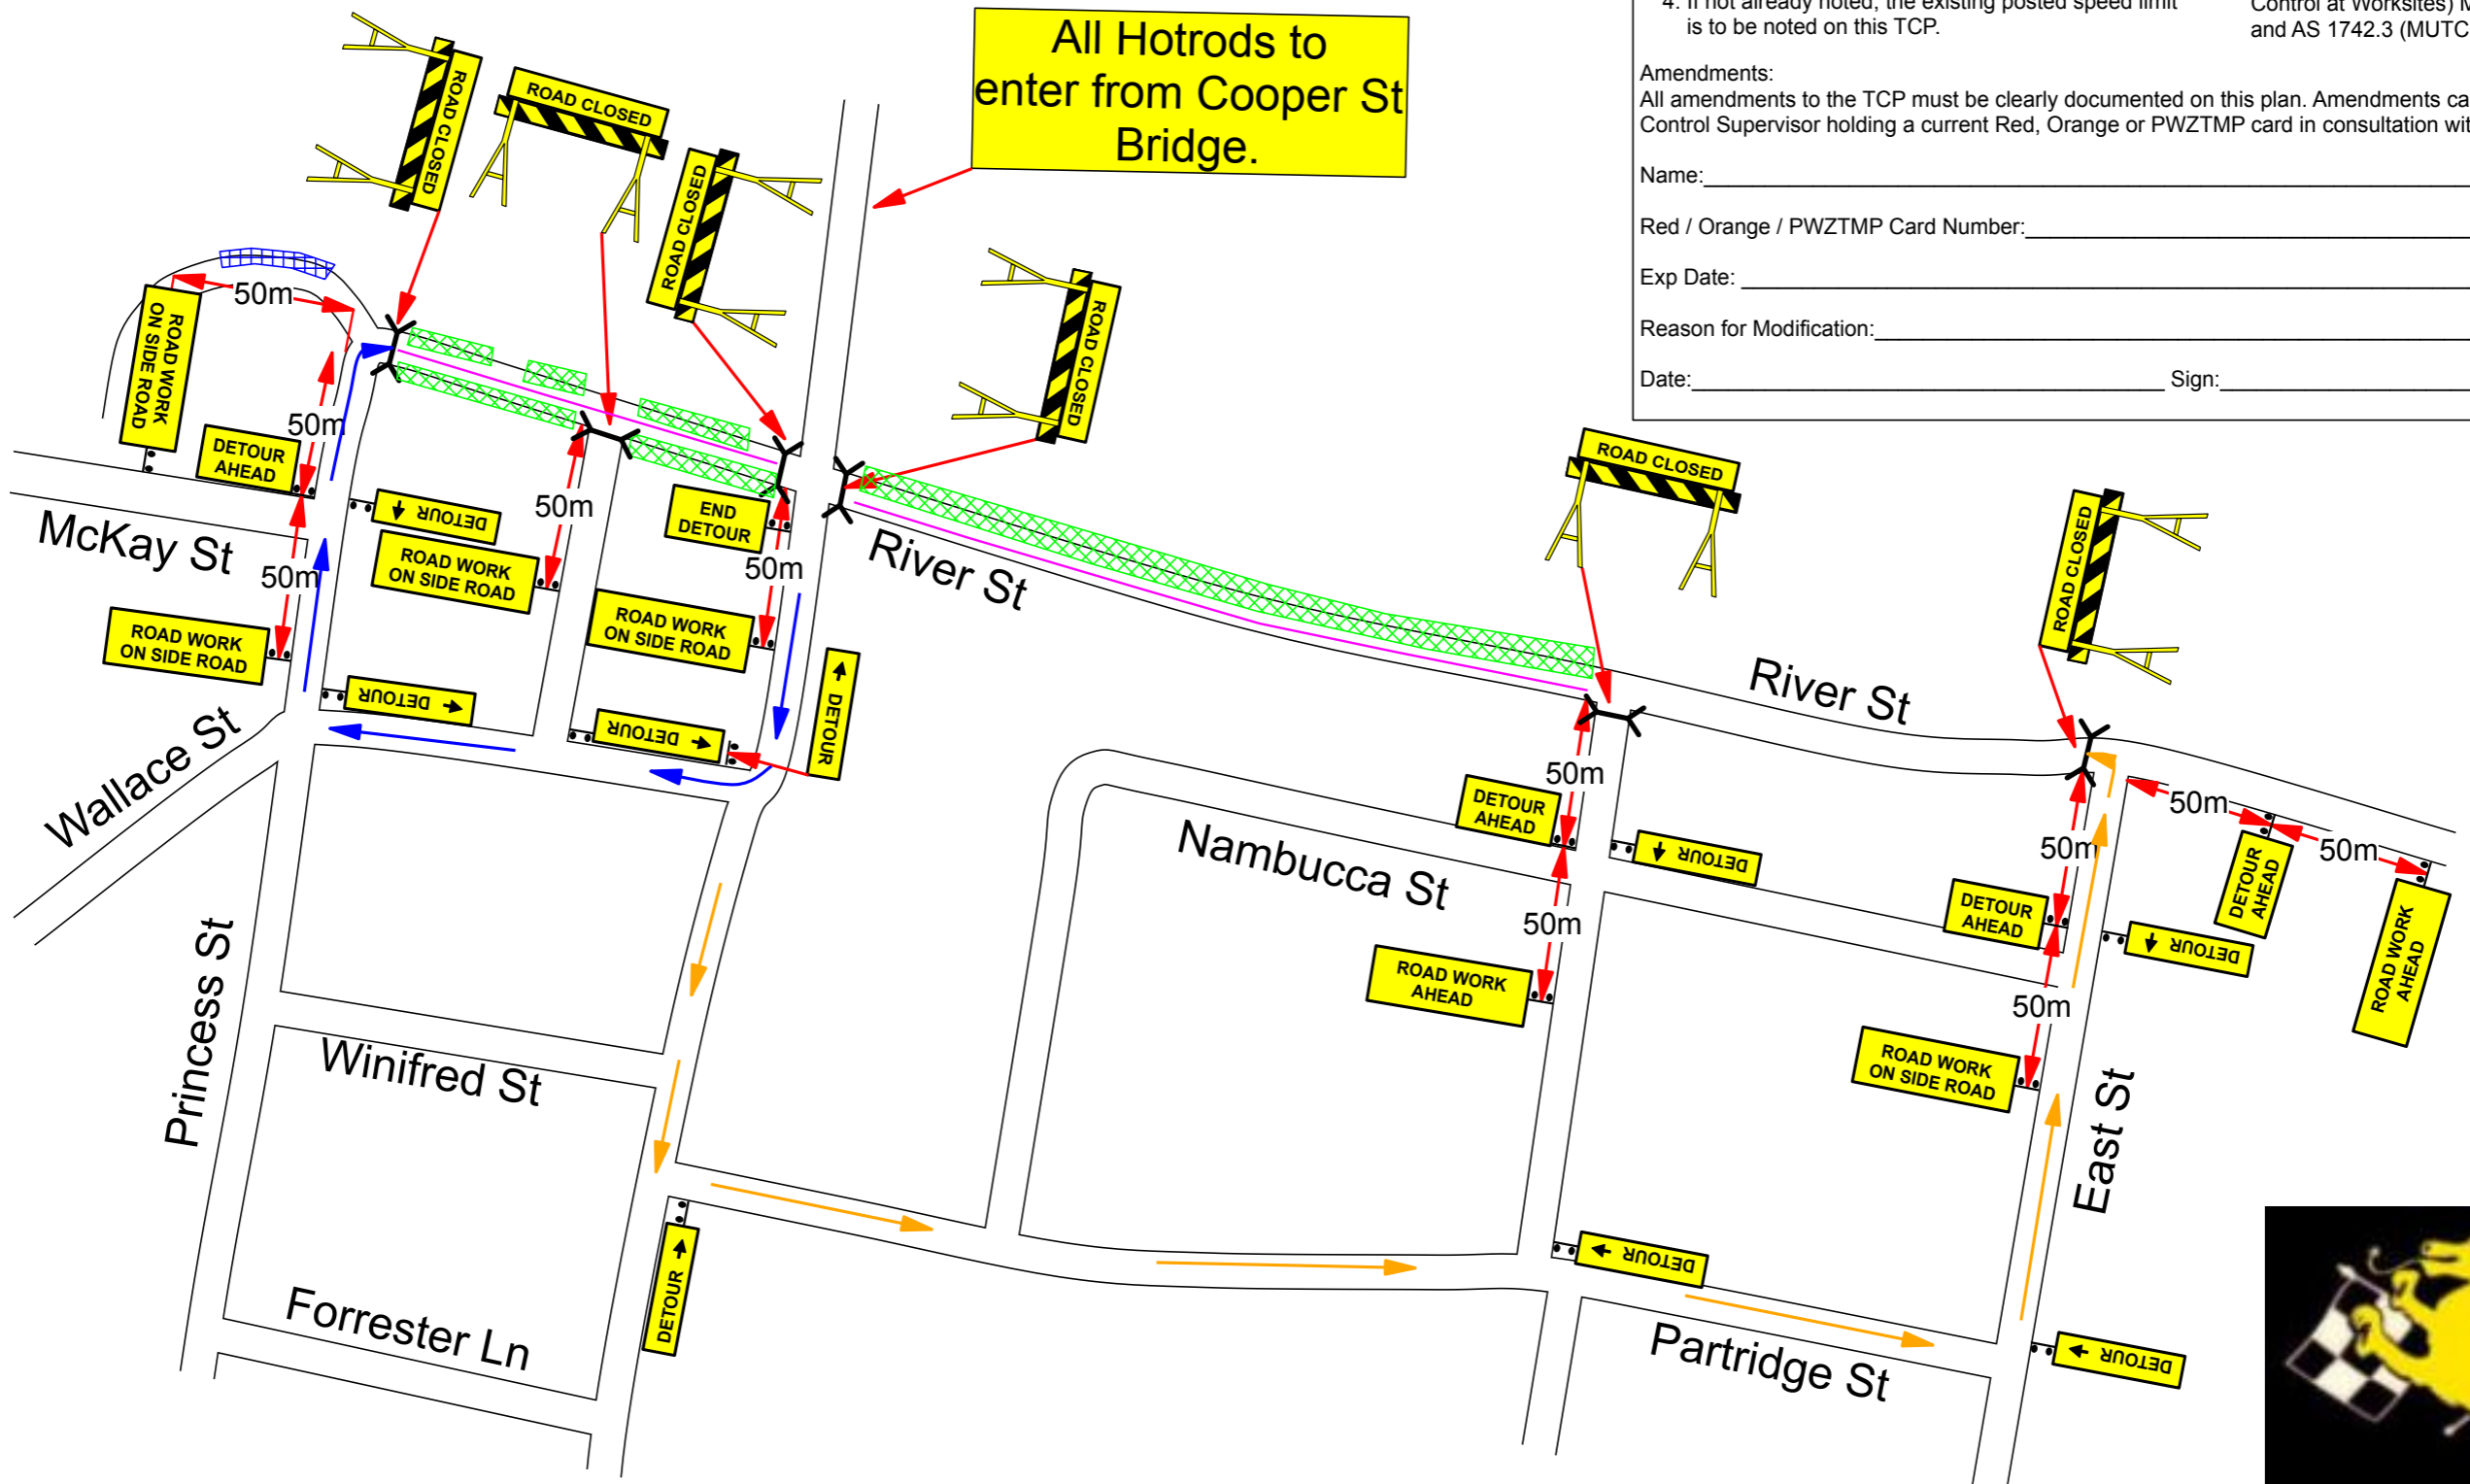 4. If not already noted, the existing posted speed limit
is to be noted on this TCP.
Control at Worksites) M
and AS 1742.3 (MUTC
Amendments:
All amendments to the TCP must be clearly documented on this plan. Amendments ca
Control Supervisor holding a current Red, Orange or PWZTMP card in consultation wit
Name:
Red / Orange / PWZTMP Card Number:
Exp Date:
Reason for Modification:
Date: Sign:
All Hotrods to
enter from Cooper St
Bridge.
ROAD CLOSED
ROAD CLOSED
ROAD CLOSED
ROAD CLOSED
ROAD CLOSED
ROAD CLOSED
50m
ROAD WORK
ON SIDE ROAD
50m
DETOUR
AHEAD
McKay St
50m
DETOUR
ROAD WORK
ON SIDE ROAD
50m
END
DETOUR
50m
River St
ROAD WORK
ON SIDE ROAD
ROAD WORK
ON SIDE ROAD
DETOUR
DETOUR
DETOUR
Wallace St
River St
50m
DETOUR
AHEAD
Nambucca St
DETOUR
50m
ROAD WORK
AHEAD
50m
DETOUR
AHEAD
50m
DETOUR
AHEAD
50m
ROAD WORK
AHEAD
DETOUR
50m
ROAD WORK
ON SIDE ROAD
Princess St
Winifred St
East St
DETOUR
DETOUR
Forrester Ln
Partridge St
DETOUR